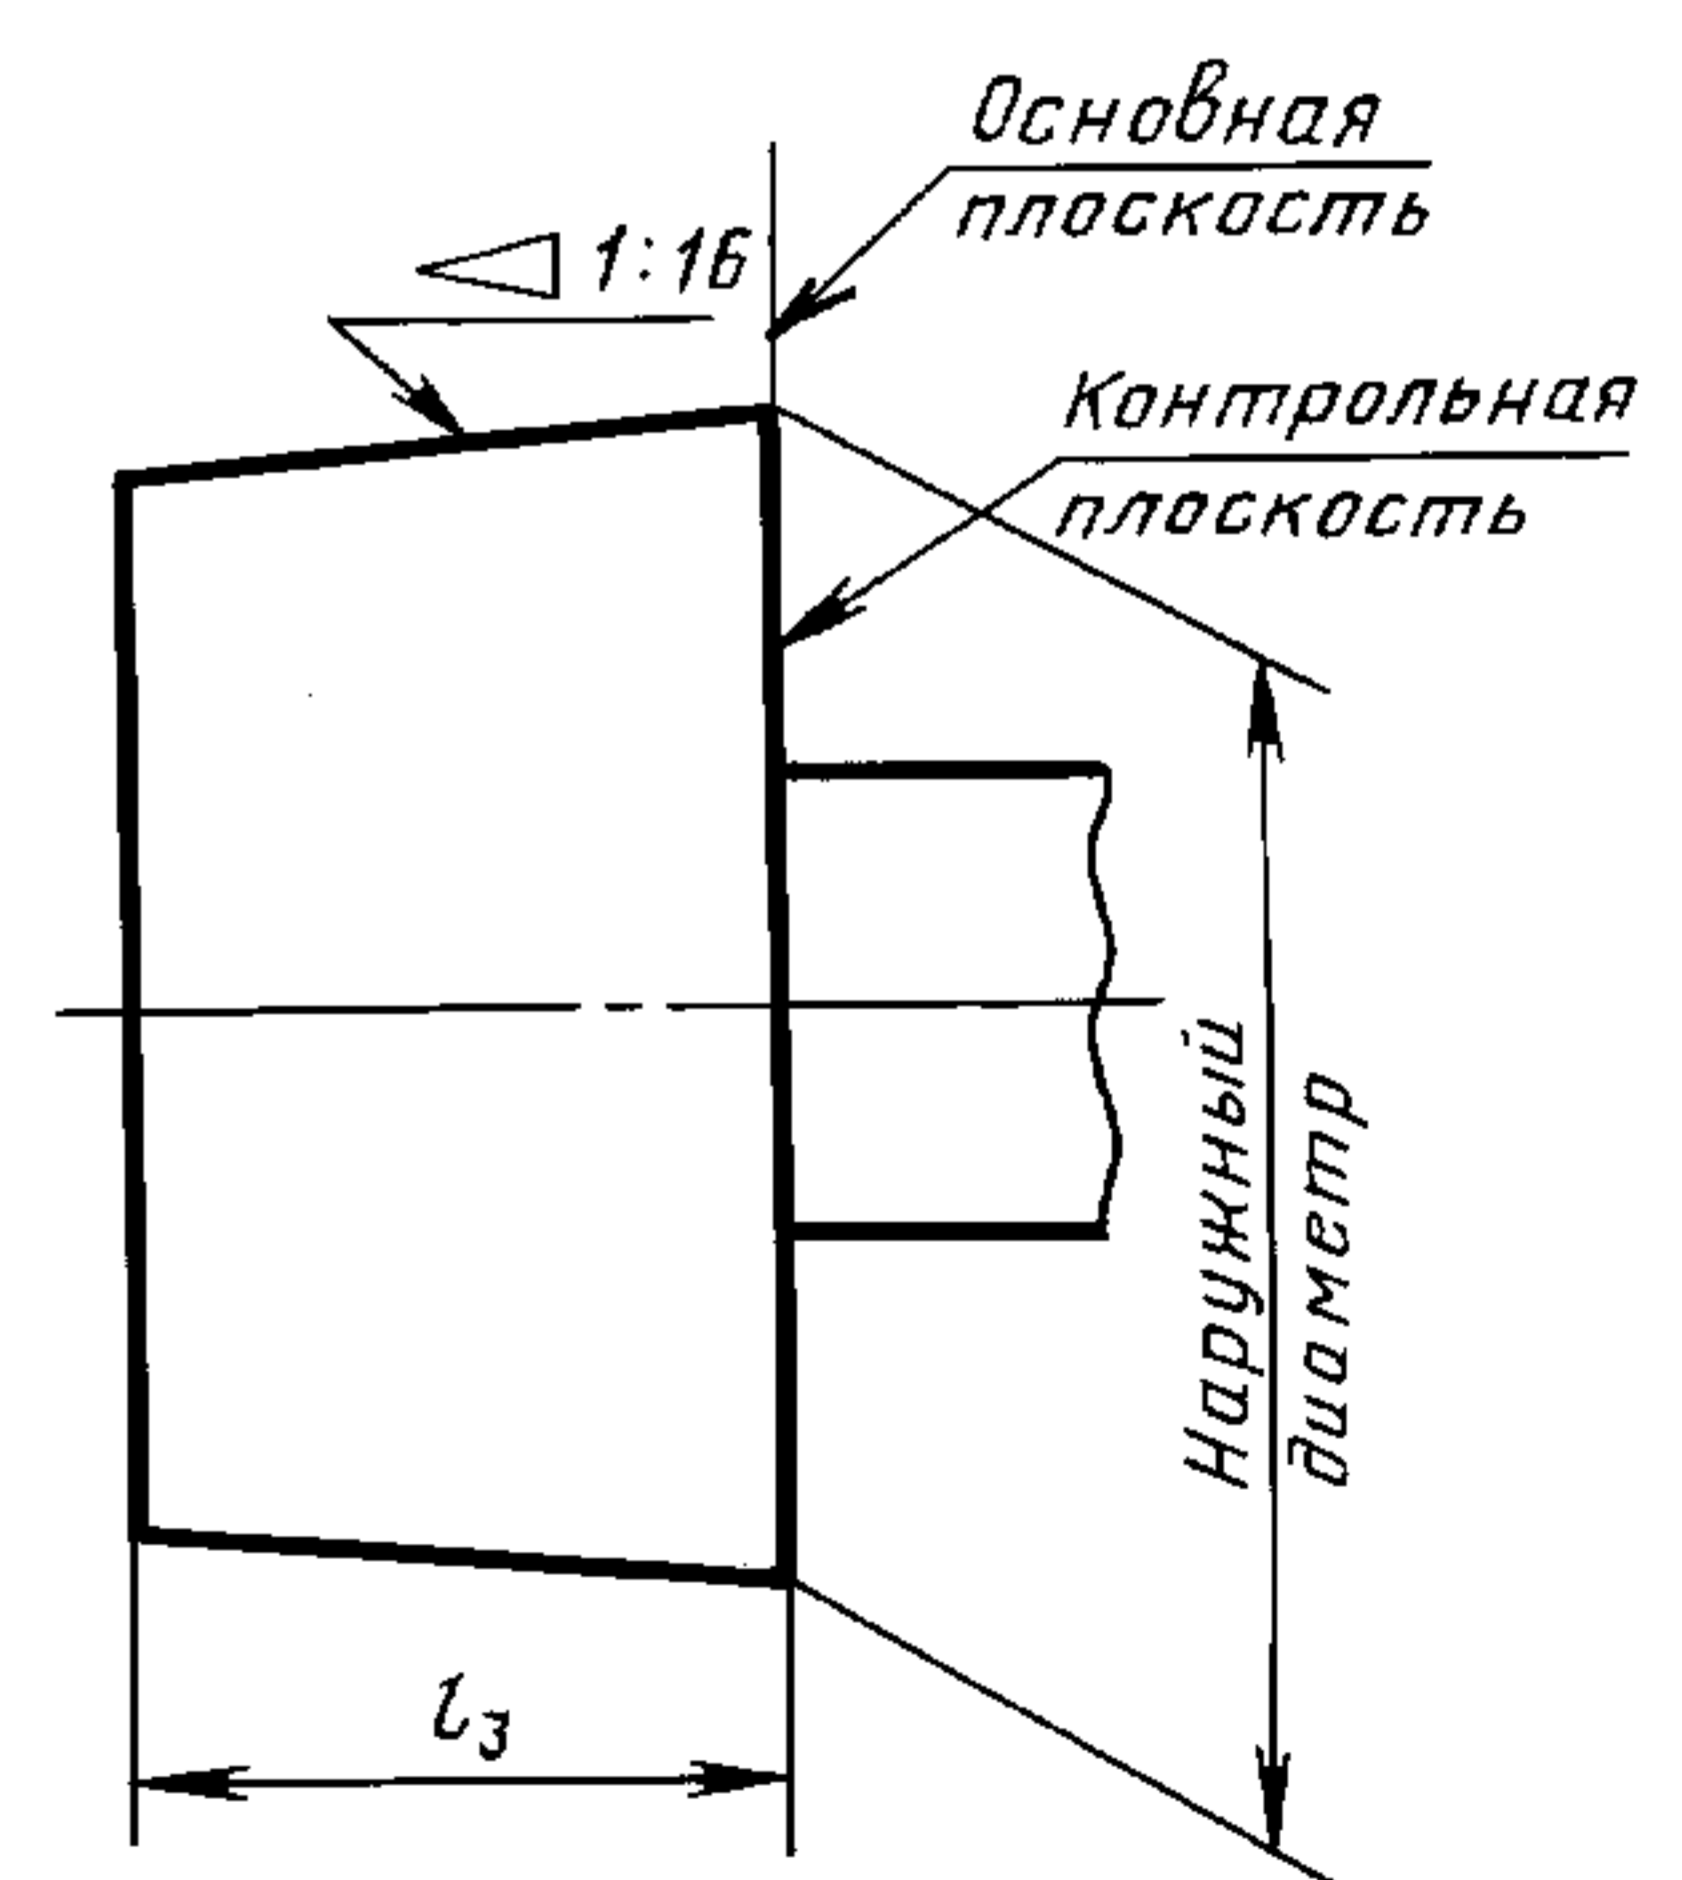 Основная
плоскость
1:16
Контрольная
плоскость
Наружный
диаметр
l3